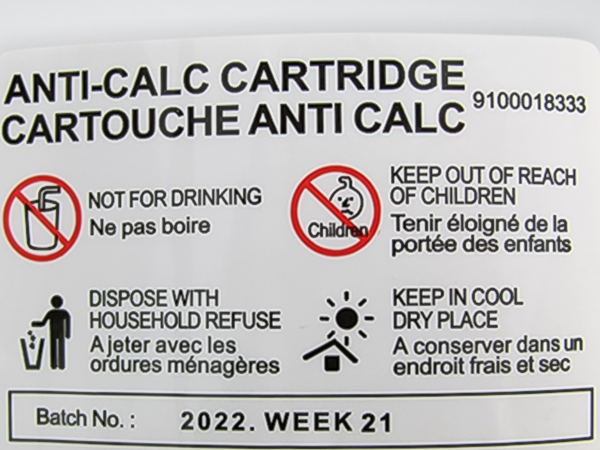 ANTI-CALC CARTRIDGE
CARTOUCHE ANTI CALC
9100018333
NOT FOR DRINKING
Ne pas boire
Children
KEEP OUT OF REACH
OF CHILDREN
Tenir éloigné de la
portée des enfants
DISPOSE WITH
HOUSEHOLD REFUSE
A jeter avec les
ordures ménagères
KEEP IN COOL
DRY PLACE
A conserver dans un
endroit frais et sec
Batch No. : 2022. WEEK 21